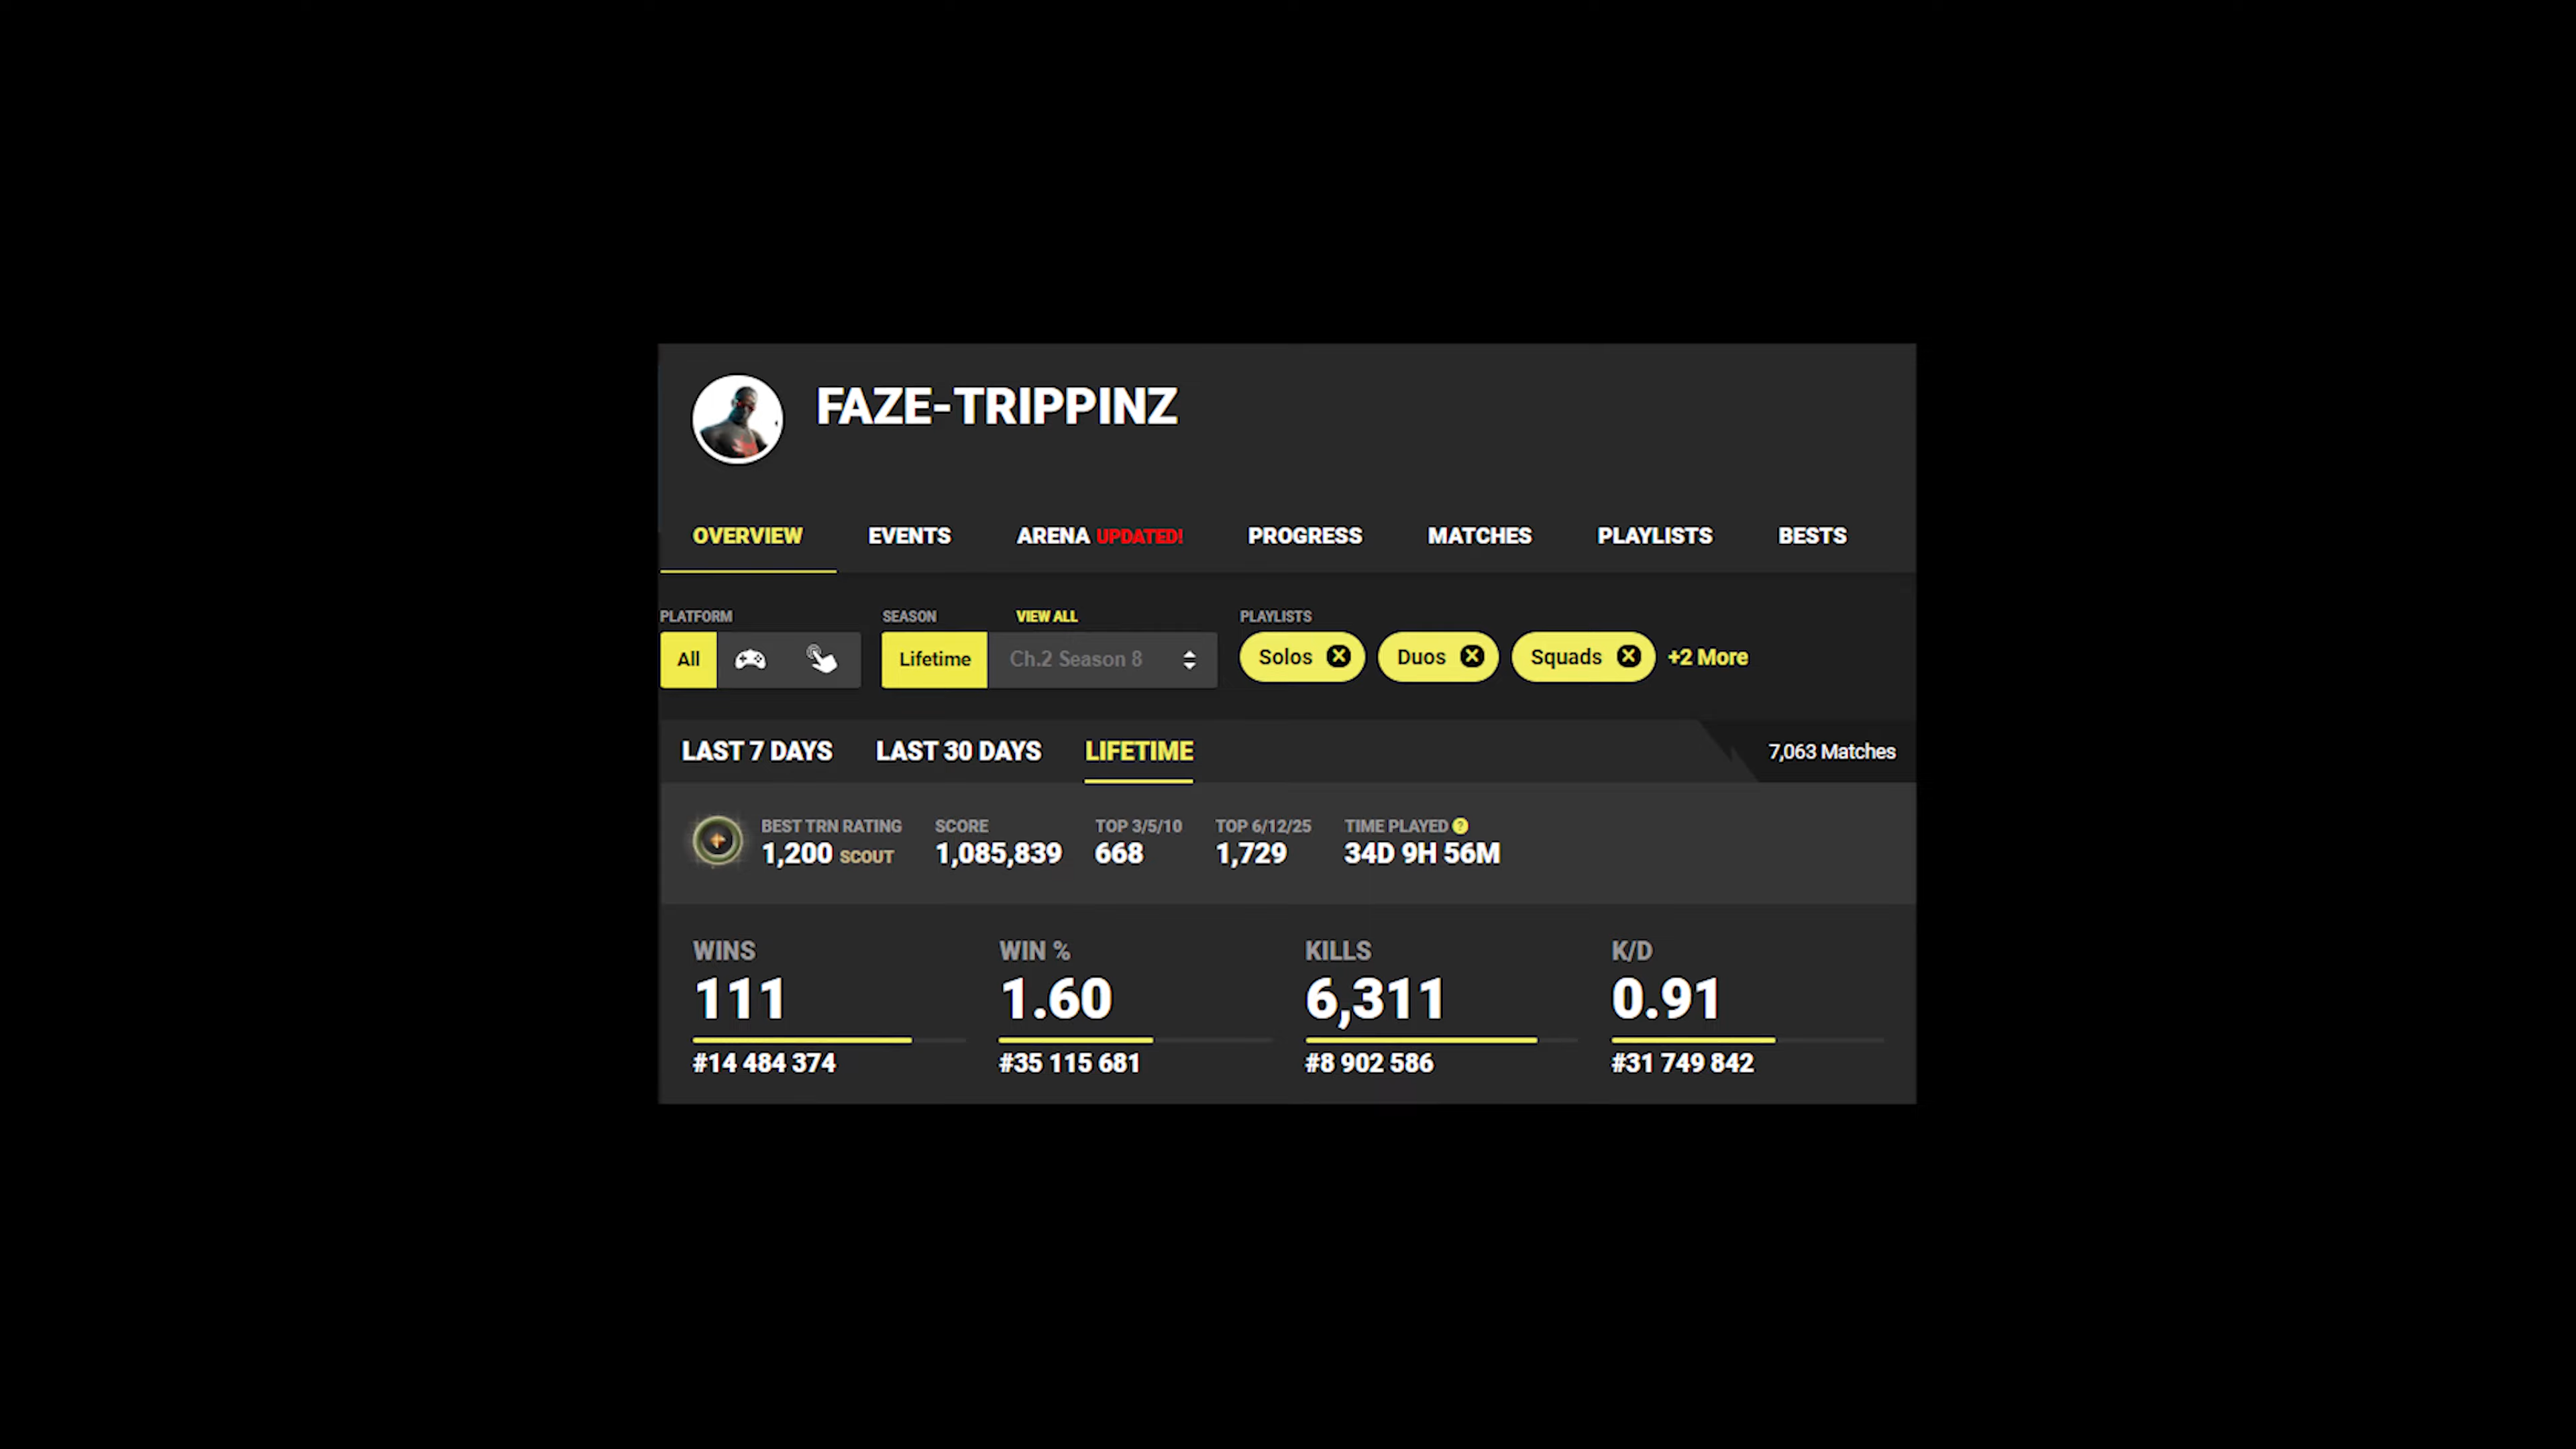 FAZE-TRIPPINZ
OVERVIEW EVENTS ARENA UPDATED! PROGRESS MATCHES PLAYLISTS BESTS
PLATFORM SEASON VIEW ALL PLAYLISTS
All Lifetime Ch.2 Season 8 Solos Duos Squads +2 More
LAST 7 DAYS LAST 30 DAYS LIFETIME 7,063 Matches
BEST TRN RATING SCORE TOP 3/5/10 TOP 6/12/25 TIME PLAYED ?
1,200 SCOUT 1,085,839 668 1,729 34D 9H 56M
WINS WIN % KILLS K/D
111 1.60 6,311 0.91
#14 484 374 #35 115 681 #8 902 586 #31 749 842